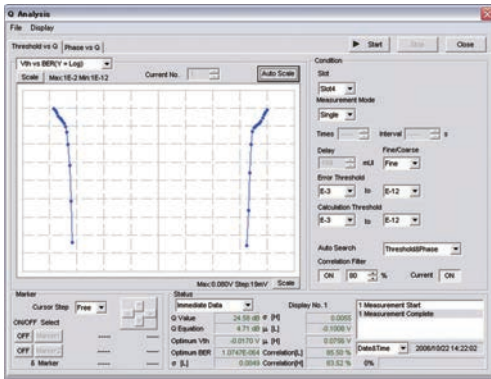 Q Analysis
File Display
Threshold vs Q Phase vs Q
Start Stop Close
Vth vs BER(Y = Log)
Scale Max:1E-2 Min:1E-12
Current No. 1
Auto Scale
Max:0.080V Step:19mV Scale
Condition
Slot
Slot4
Measurement Mode
Single
Times Interval s
Delay Fine/Coarse
mUI Fine
Error Threshold
E-3 to E-12
Calculation Threshold
E-3 to E-12
Auto Search Threshold&Phase
Correlation Filter
ON 80 % Current ON
Marker
Cursor Step Free
ON/OFF Select
OFF Marker1 ---- ----
OFF Marker2 ---- ----
δ Marker ---- ----
Status
Immediate Data Display No. 1
Q Value 24.58 dB σ [H] 0.0055
Q Equation 4.71 dB μ [L] -0.1008 V
Optimum Vth -0.0170 V μ [H] 0.0756 V
Optimum BER 1.0747E-064 Correlation[L] 85.50 %
σ [L] 0.0049 Correlation[H] 83.52 %
1 Measurement Start
1 Measurement Complete
Date&Time 2008/10/22 14:22:02
0%